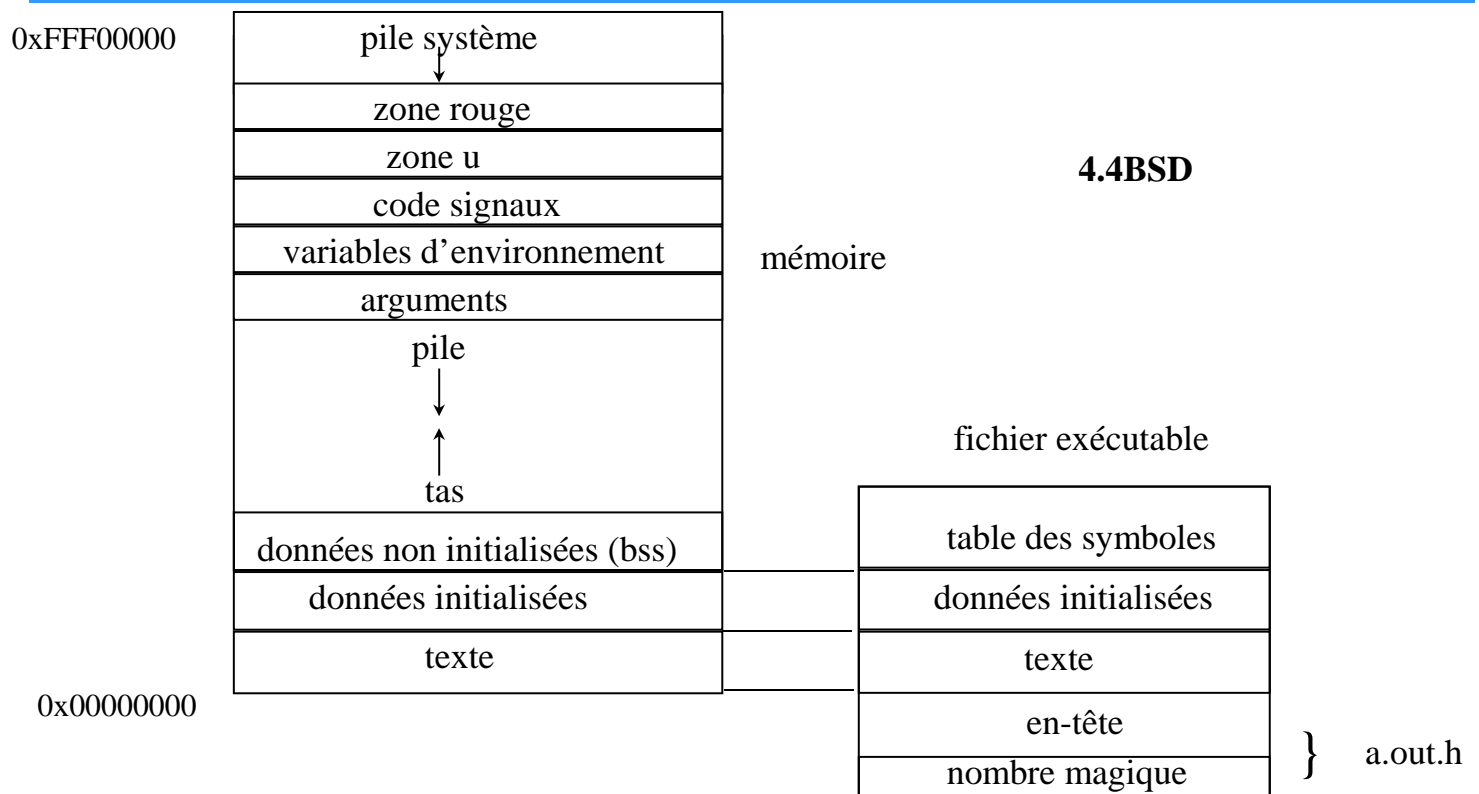 0xFFF00000
pile système
zone rouge
zone u
4.4BSD
code signaux
variables d’environnement
mémoire
arguments
pile
fichier exécutable
tas
table des symboles
données non initialisées (bss)
données initialisées
données initialisées
texte
texte
0x00000000
en-tête
} a.out.h
nombre magique